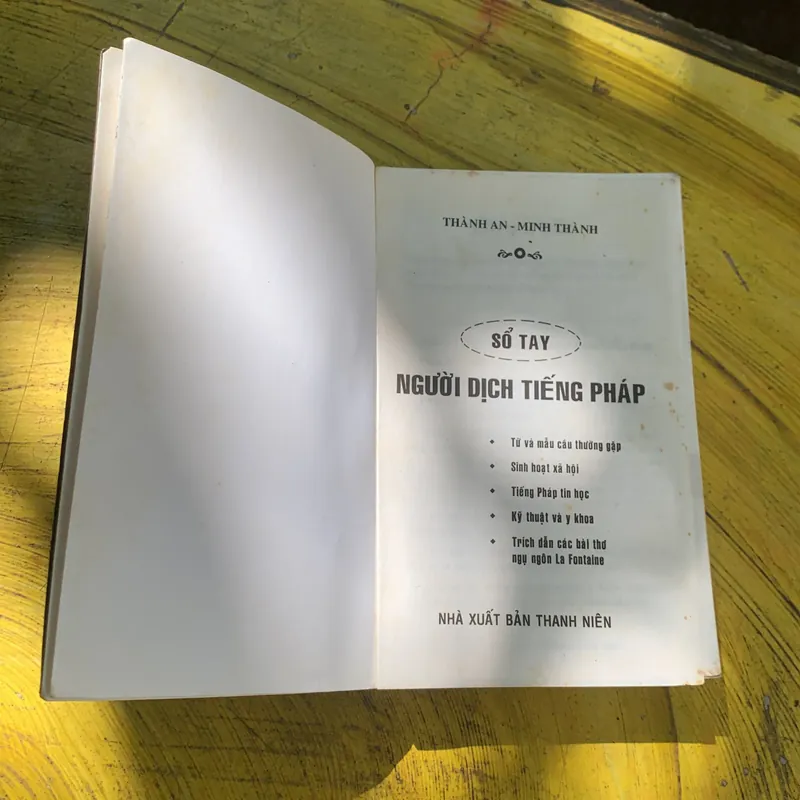 THÀNH AN - MINH THÀNH
SỔ TAY
NGƯỜI DỊCH TIẾNG PHÁP
Từ và mẫu câu thường gặp
Sinh hoạt xã hội
Tiếng Pháp tin học
Kỹ thuật và y khoa
Trích dẫn các bài thơ
ngụ ngôn La Fontaine
NHÀ XUẤT BẢN THANH NIÊN